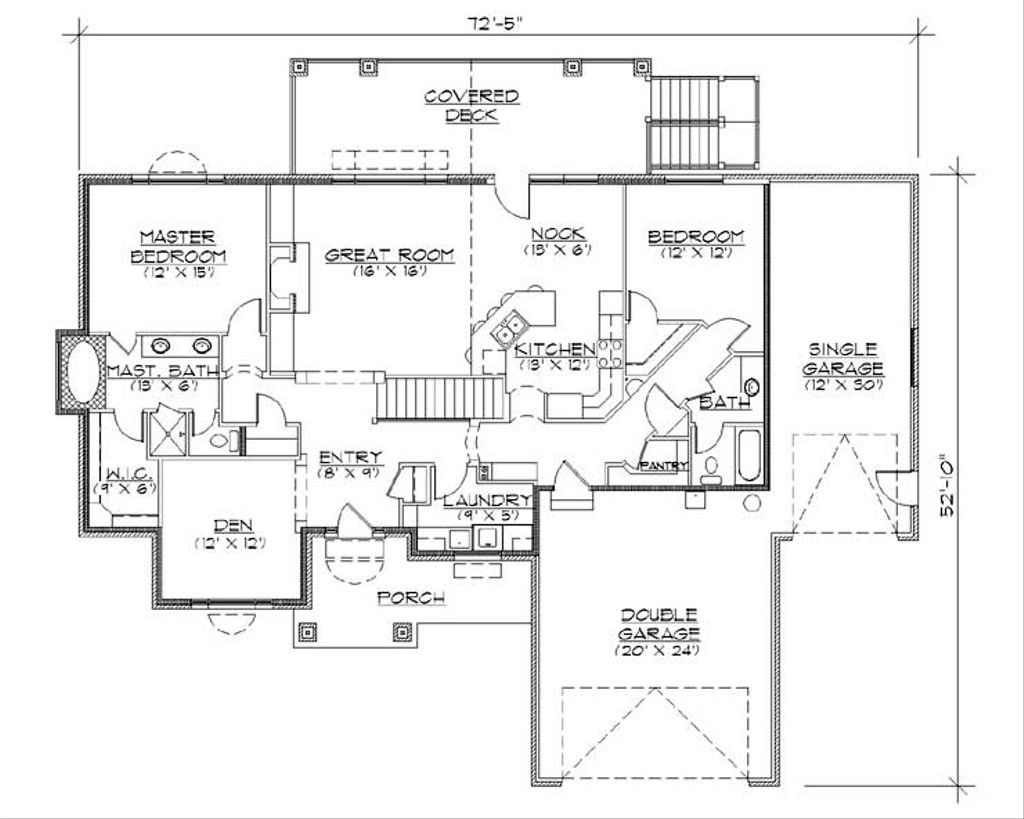 72'-5"
COVERED
DECK
MASTER
BEDROOM
(12' X 15')
GREAT ROOM
(16' X 16')
NOOK
(13' X 6')
BEDROOM
(12' X 12')
KITCHEN
(13' X 12')
SINGLE
GARAGE
(12' X 30')
MAST. BATH
(13' X 6')
BATH
ENTRY
(8' X 9')
PANTRY
W.I.C.
(9' X 6')
LAUNDRY
(9' X 5')
DEN
(12' X 12')
52'-10"
PORCH
DOUBLE
GARAGE
(20' X 24')